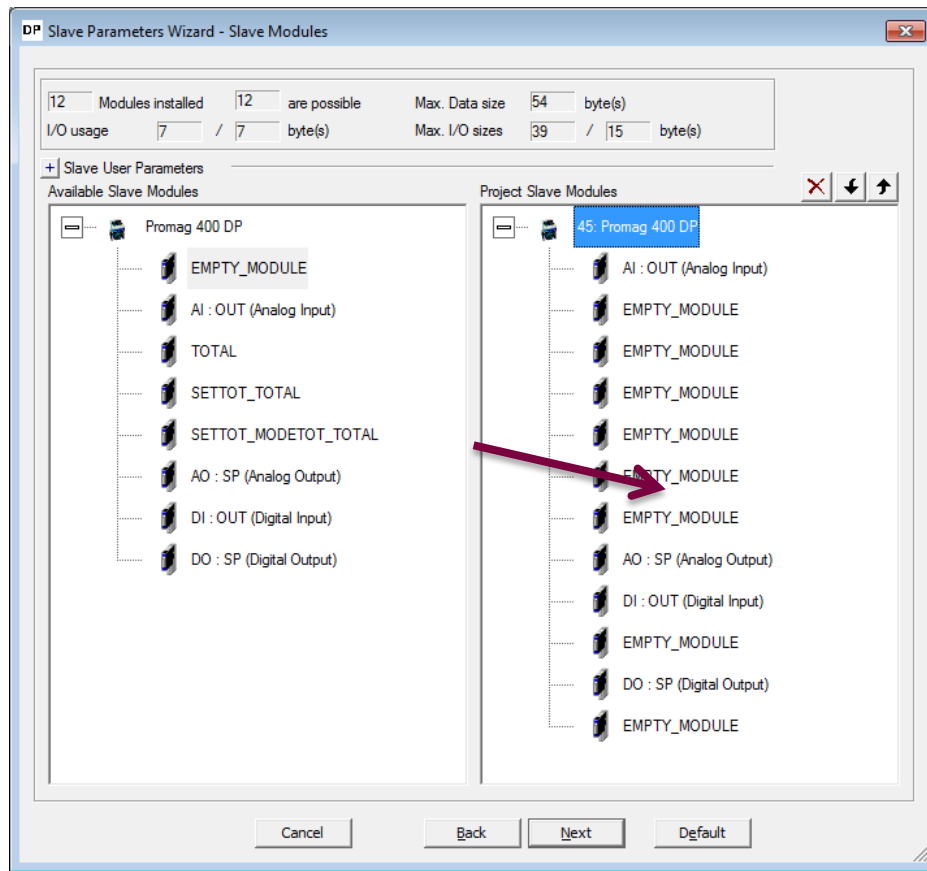 DP Slave Parameters Wizard - Slave Modules
12 Modules installed 12 are possible Max. Data size 54 byte(s)
I/O usage 7 / 7 byte(s) Max. I/O sizes 39 / 15 byte(s)
+ Slave User Parameters
Available Slave Modules
Promag 400 DP
EMPTY_MODULE
AI : OUT (Analog Input)
TOTAL
SETTOT_TOTAL
SETTOT_MODETOT_TOTAL
AO : SP (Analog Output)
DI : OUT (Digital Input)
DO : SP (Digital Output)
Project Slave Modules
45: Promag 400 DP
AI : OUT (Analog Input)
EMPTY_MODULE
EMPTY_MODULE
EMPTY_MODULE
EMPTY_MODULE
EMPTY_MODULE
EMPTY_MODULE
AO : SP (Analog Output)
DI : OUT (Digital Input)
EMPTY_MODULE
DO : SP (Digital Output)
EMPTY_MODULE
Cancel Back Next Default